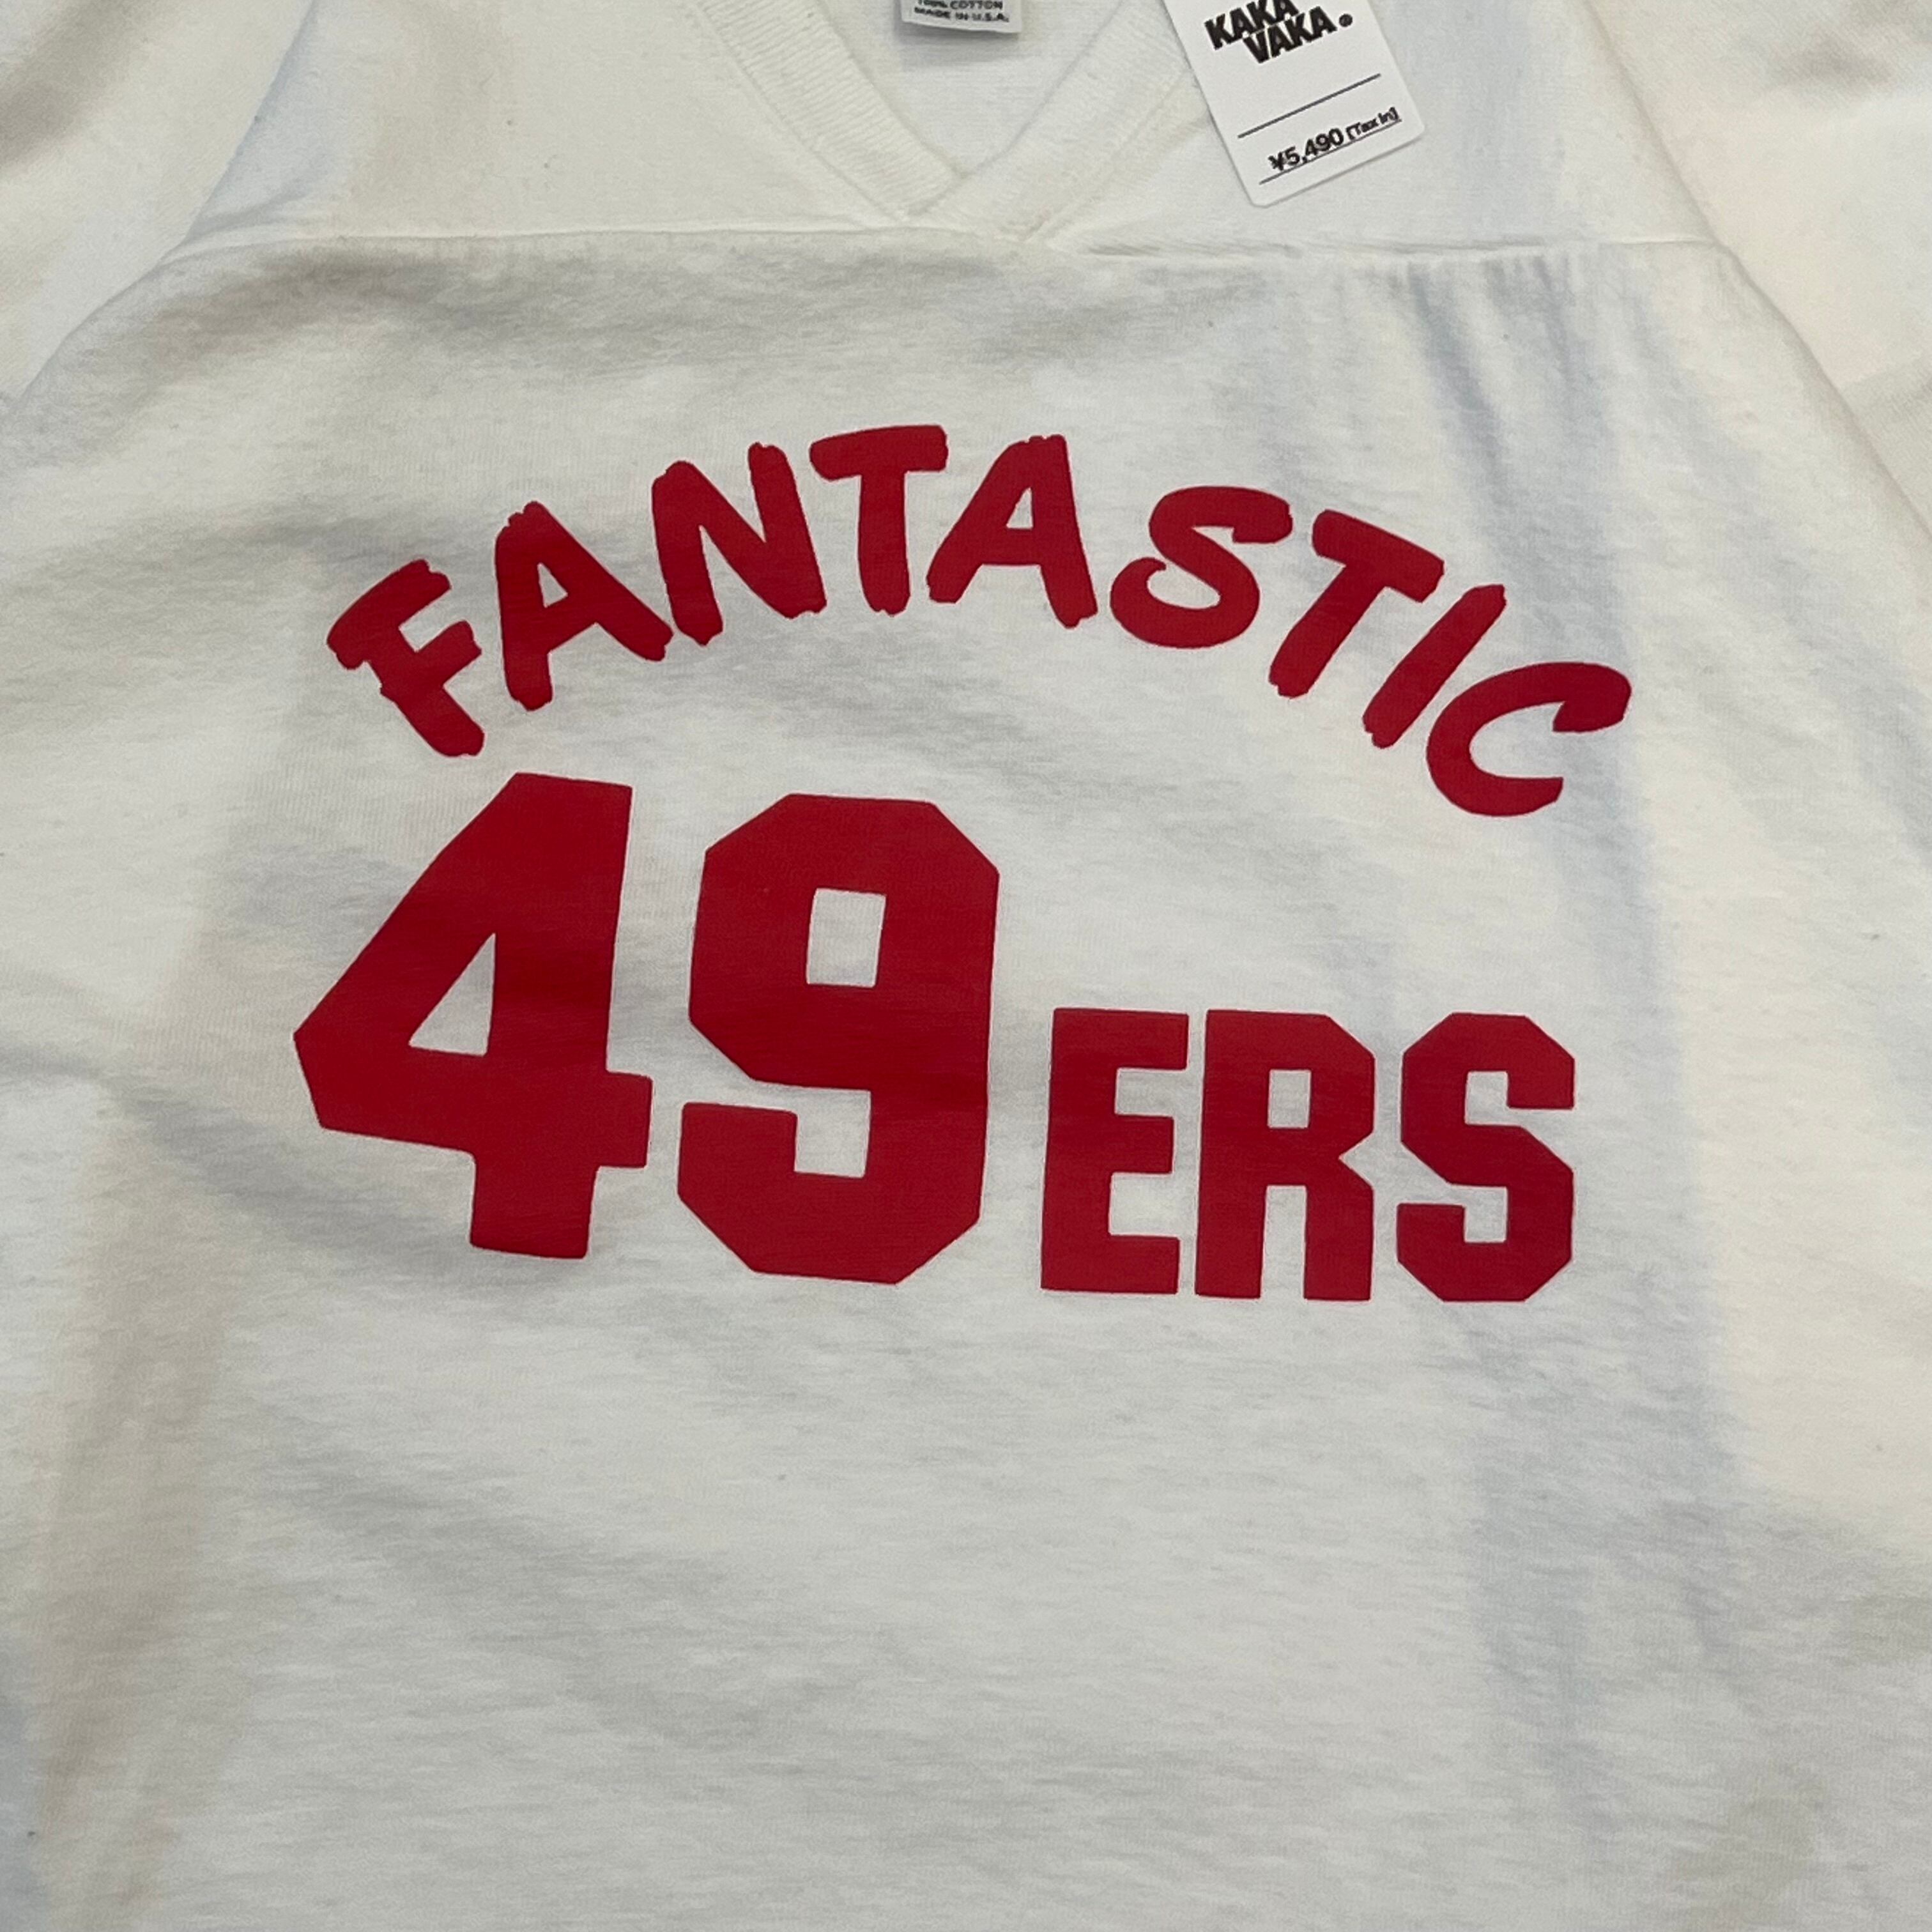 100% COTTON
MADE IN U.S.A.
KAKA
VAKA®
¥5,490 [Tax in]
FANTASTIC
49ERS